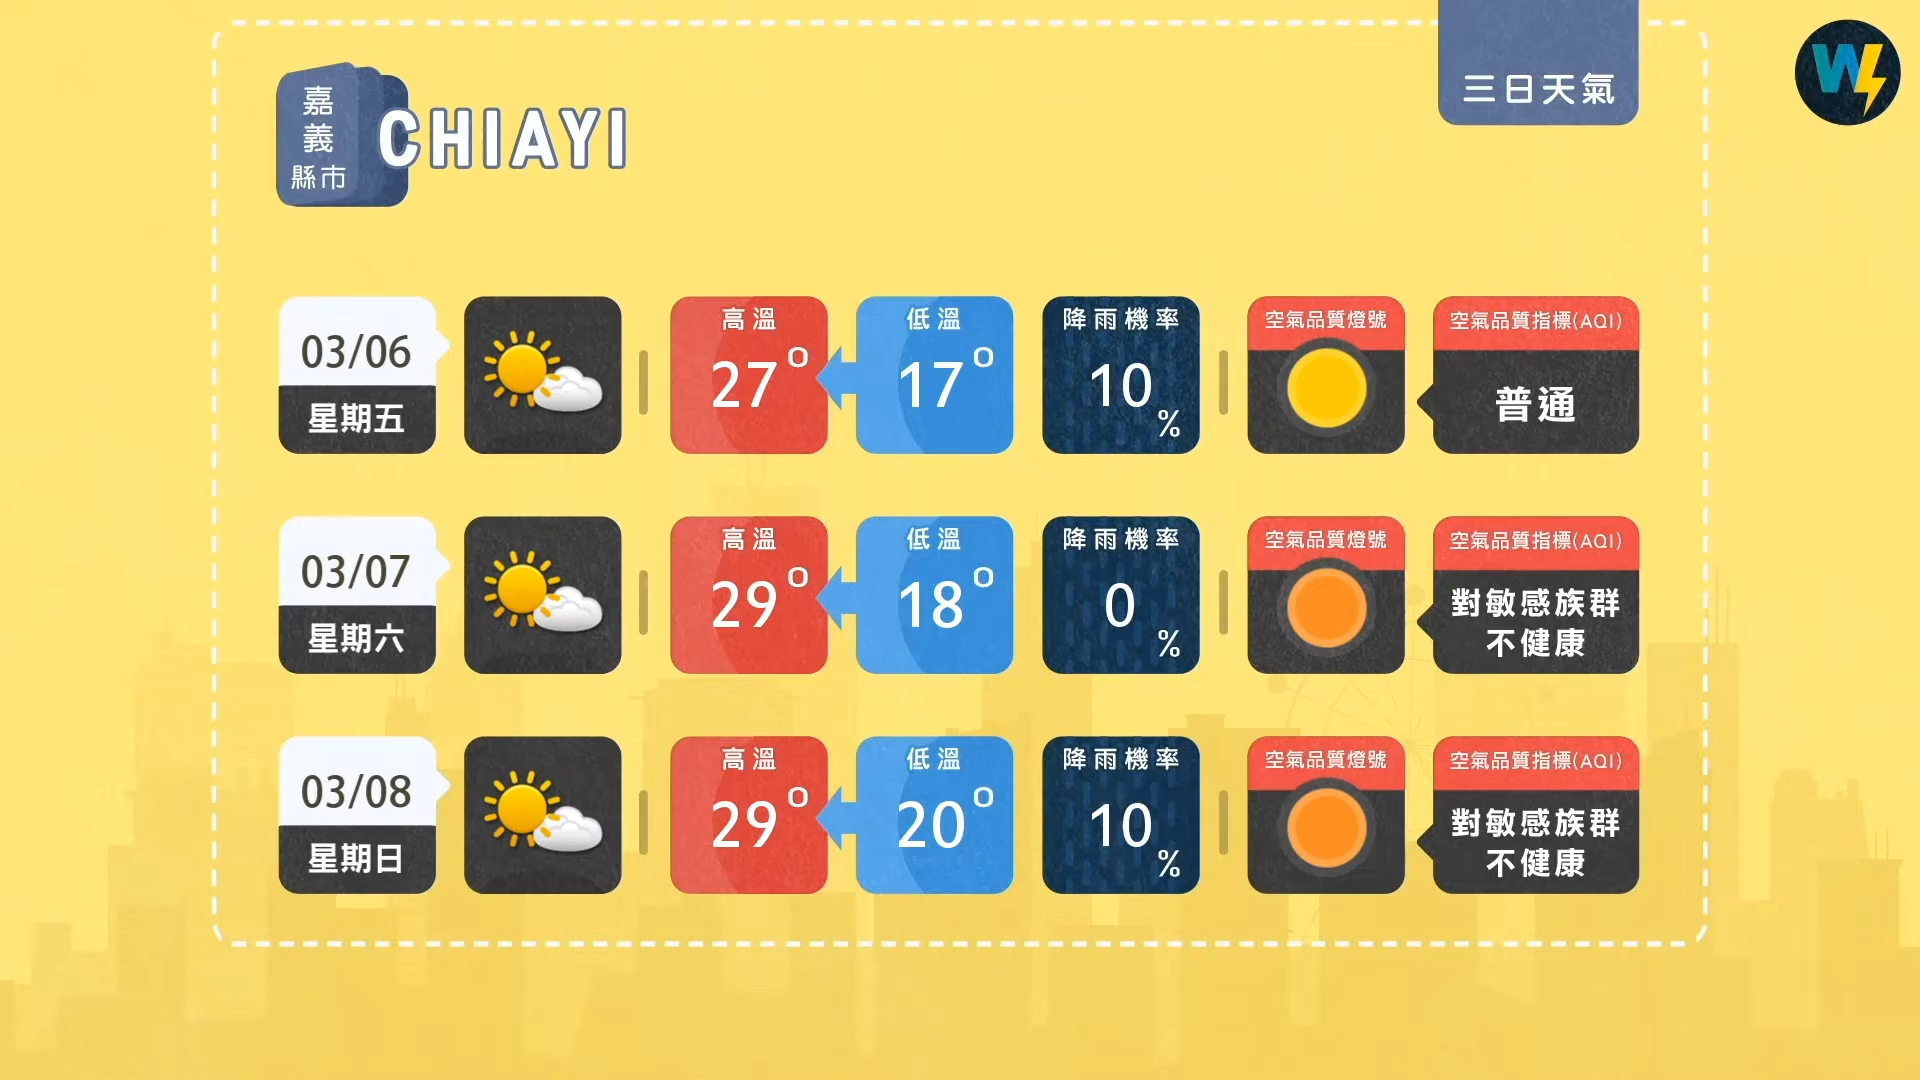 嘉義縣市
CHIAYI
三日天氣
W
03/06
星期五
高溫
27°
低溫
17°
降雨機率
10%
空氣品質燈號
空氣品質指標(AQI)
普通
03/07
星期六
高溫
29°
低溫
18°
降雨機率
0%
空氣品質燈號
空氣品質指標(AQI)
對敏感族群
不健康
03/08
星期日
高溫
29°
低溫
20°
降雨機率
10%
空氣品質燈號
空氣品質指標(AQI)
對敏感族群
不健康